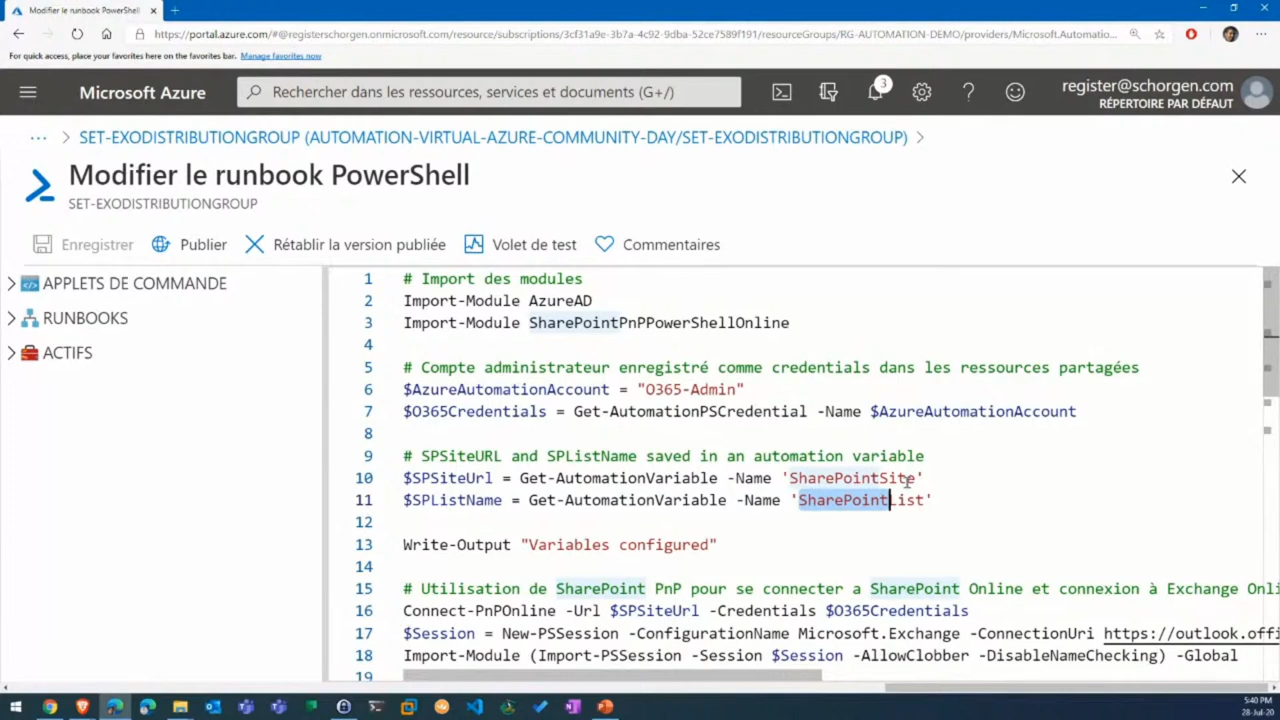 Modifier le runbook PowerShell
https://portal.azure.com/#@registerschorgen.onmicrosoft.com/resource/subscriptions/3cf31a9e-3b7a-4c92-9dba-52ce7589f191/resourceGroups/RG-AUTOMATION-DEMO/providers/Microsoft.Automatio...
For quick access, place your favorites here on the favorites bar. Manage favorites now
Microsoft Azure
Rechercher dans les ressources, services et documents (G+/)
3
register@schorgen.com
RÉPERTOIRE PAR DÉFAUT
... > SET-EXODISTRIBUTIONGROUP (AUTOMATION-VIRTUAL-AZURE-COMMUNITY-DAY/SET-EXODISTRIBUTIONGROUP) >
Modifier le runbook PowerShell
SET-EXODISTRIBUTIONGROUP
Enregistrer Publier Rétablir la version publiée Volet de test Commentaires
APPLETS DE COMMANDE
RUNBOOKS
ACTIFS
1 # Import des modules
2 Import-Module AzureAD
3 Import-Module SharePointPnPPowerShellOnline
4
5 # Compte administrateur enregistré comme credentials dans les ressources partagées
6 $AzureAutomationAccount = "O365-Admin"
7 $O365Credentials = Get-AutomationPSCredential -Name $AzureAutomationAccount
8
9 # SPSiteURL and SPListName saved in an automation variable
10 $SPSiteUrl = Get-AutomationVariable -Name 'SharePointSite'
11 $SPListName = Get-AutomationVariable -Name 'SharePointList'
12
13 Write-Output "Variables configured"
14
15 # Utilisation de SharePoint PnP pour se connecter a SharePoint Online et connexion à Exchange Onli
16 Connect-PnPOnline -Url $SPSiteUrl -Credentials $O365Credentials
17 $Session = New-PSSession -ConfigurationName Microsoft.Exchange -ConnectionUri https://outlook.offi
18 Import-Module (Import-PSSession -Session $Session -AllowClobber -DisableNameChecking) -Global
19
5:40 PM
28-Jul-20